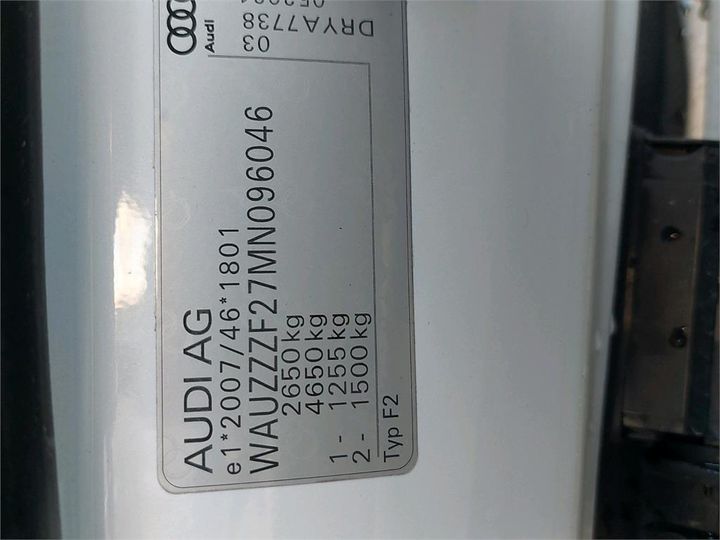 AUDI AG
e1*2007/46*1801
WAUZZZF27MN096046
2650kg
4650kg
1- 1255kg
2- 1500kg
Typ F2
Audi
03
DRYA7738